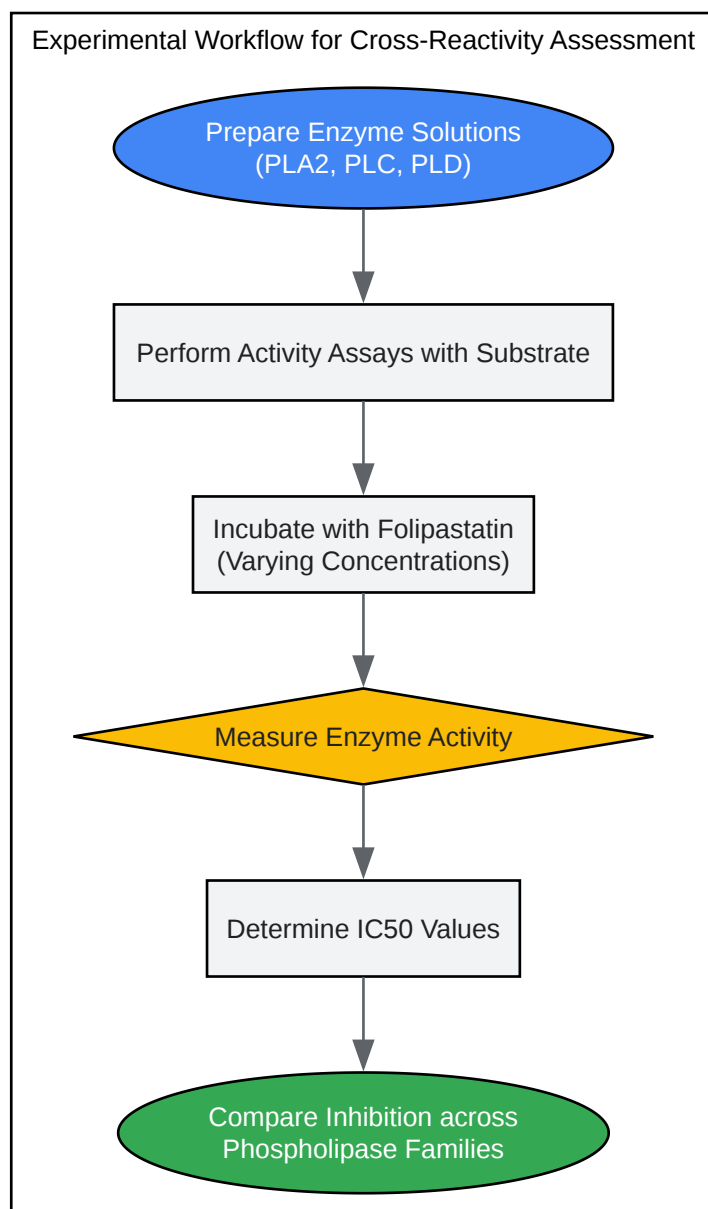 Experimental Workflow for Cross-Reactivity Assessment
Prepare Enzyme Solutions
(PLA2, PLC, PLD)
Perform Activity Assays with Substrate
Incubate with Folipastatin
(Varying Concentrations)
Measure Enzyme Activity
Determine IC50 Values
Compare Inhibition across
Phospholipase Families